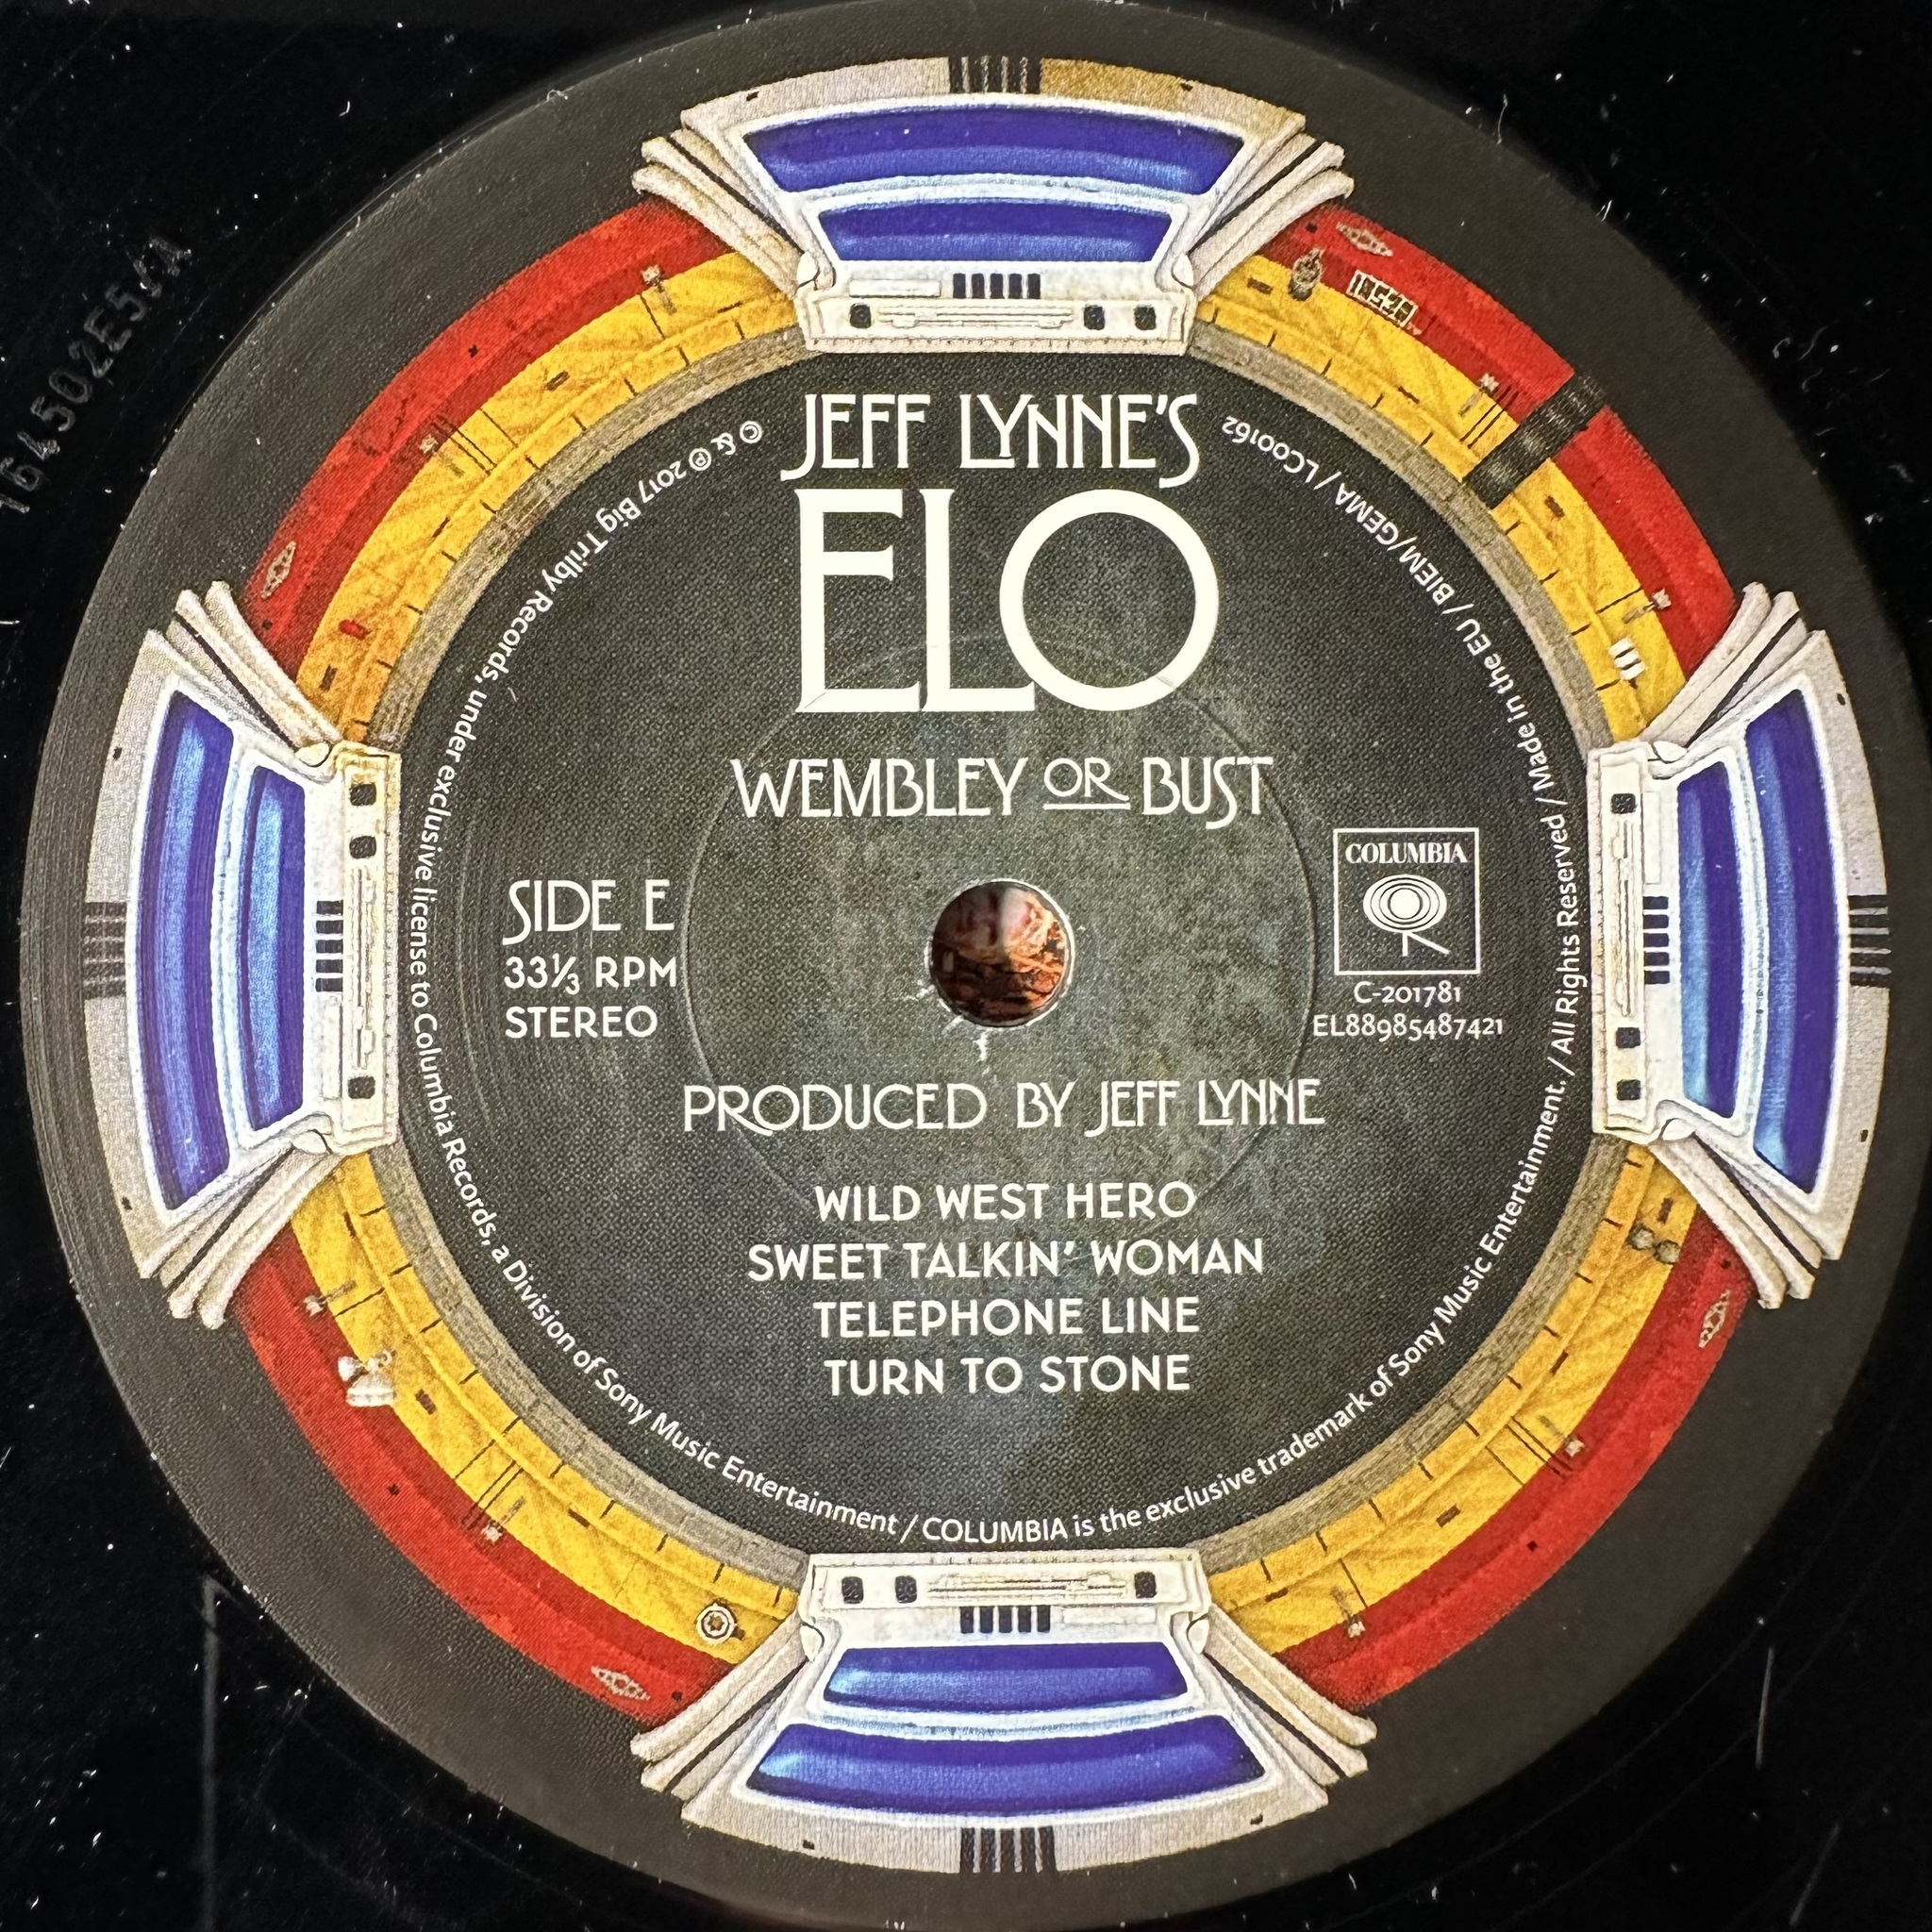 JEFF LYNNE'S
ELO
WEMBLEY OR BUST
SIDE E
33⅓ RPM
STEREO
COLUMBIA
C-201781
EL88985487421
PRODUCED BY JEFF LYNNE
WILD WEST HERO
SWEET TALKIN' WOMAN
TELEPHONE LINE
TURN TO STONE
© & ℗ 2017 Big Trilby Records, under exclusive license to Columbia Records, a Division of Sony Music Entertainment / COLUMBIA is the exclusive trademark of Sony Music Entertainment. / All Rights Reserved / Made in the EU / BIEM/GEMA / LC00162